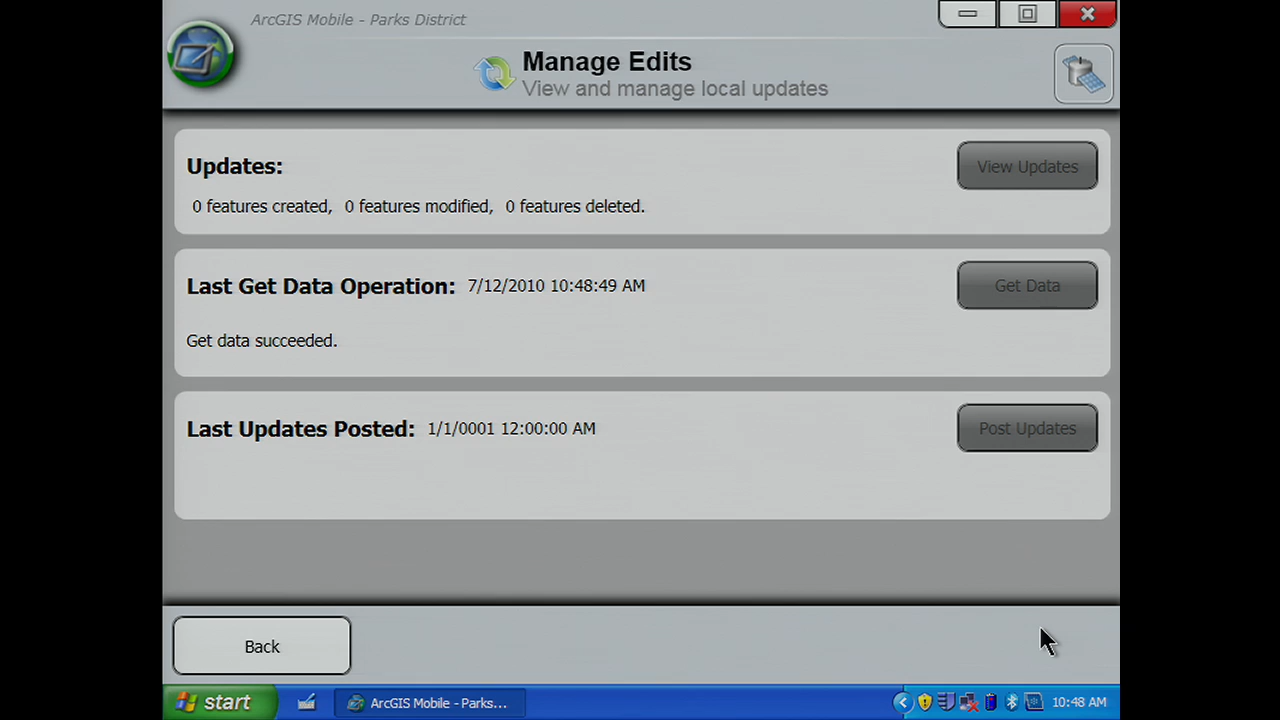 ArcGIS Mobile - Parks District
Manage Edits
View and manage local updates
Updates:
View Updates
0 features created, 0 features modified, 0 features deleted.
Last Get Data Operation: 7/12/2010 10:48:49 AM
Get Data
Get data succeeded.
Last Updates Posted: 1/1/0001 12:00:00 AM
Post Updates
Back
start
ArcGIS Mobile - Parks...
10:48 AM